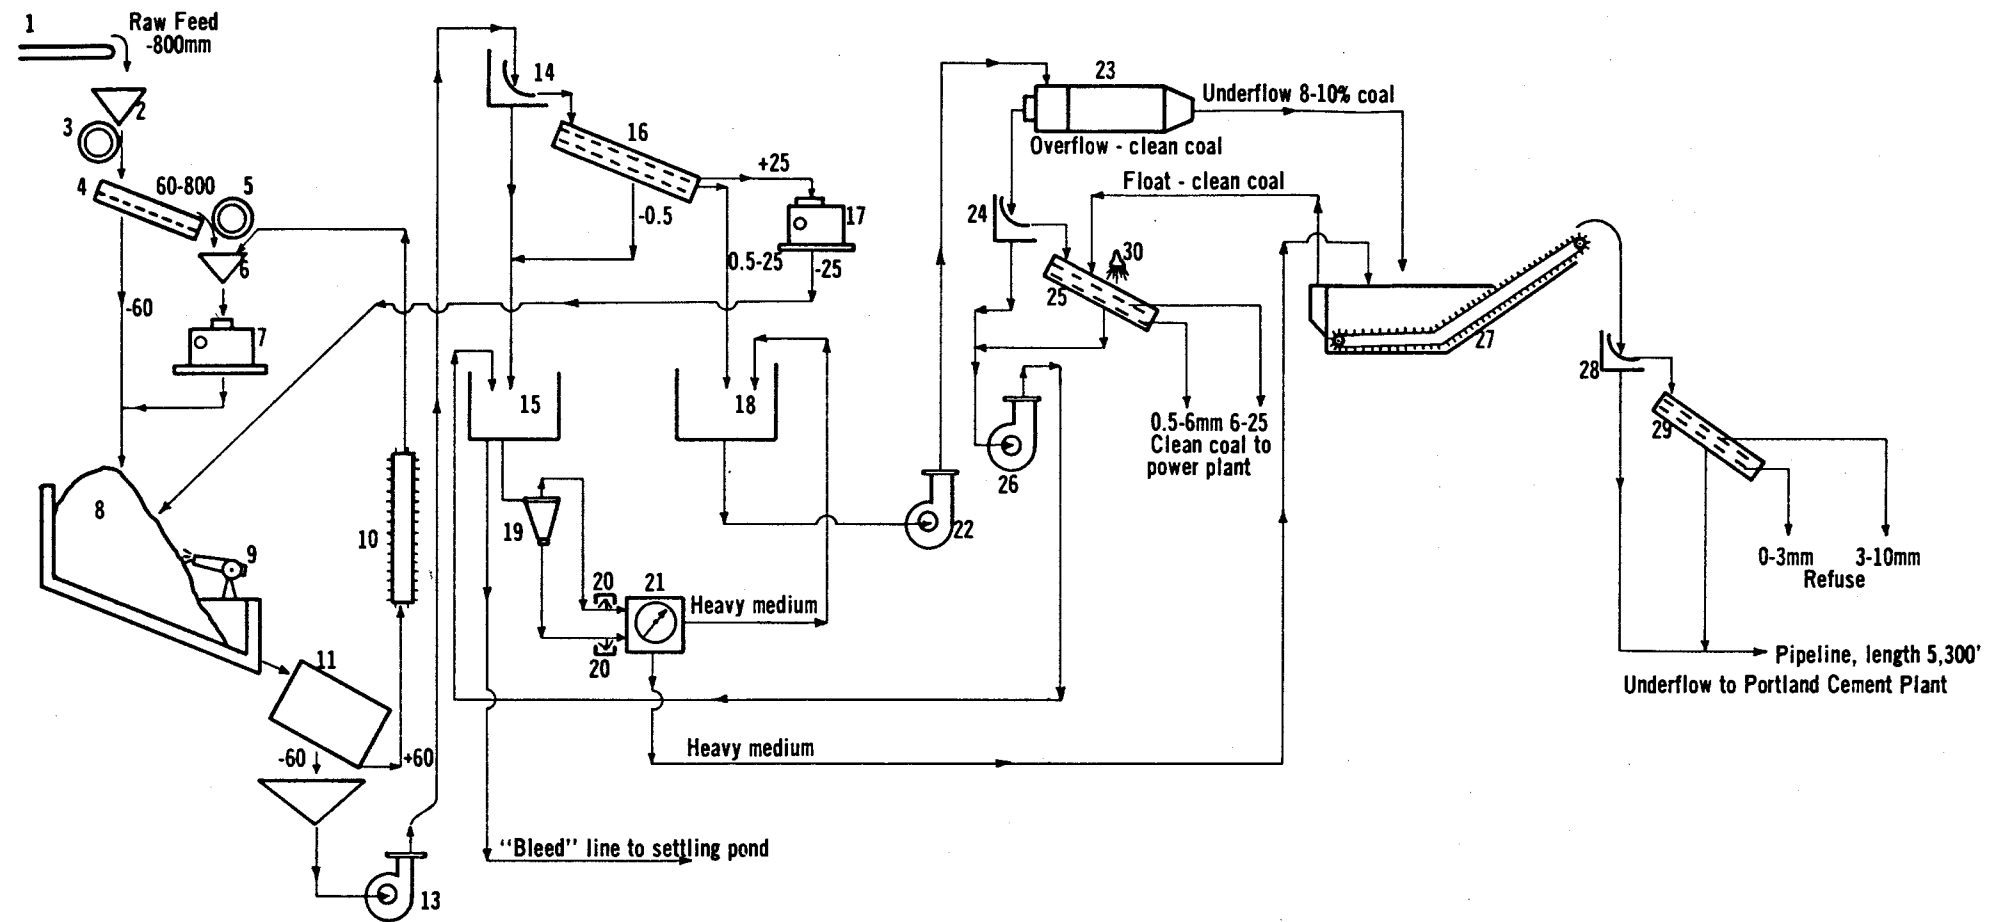 1
Raw Feed
-800mm
2
3
4
60-800
5
6
-60
7
8
9
10
11
-60
+60
13
14
16
+25
17
-0.5
0.5-25
-25
15
18
19
20
20
21
Heavy medium
Heavy medium
"Bleed" line to settling pond
22
23
Underflow 8-10% coal
Overflow - clean coal
Float - clean coal
24
30
25
26
0.5-6mm 6-25
Clean coal to
power plant
27
28
29
0-3mm
3-10mm
Refuse
Pipeline, length 5,300'
Underflow to Portland Cement Plant